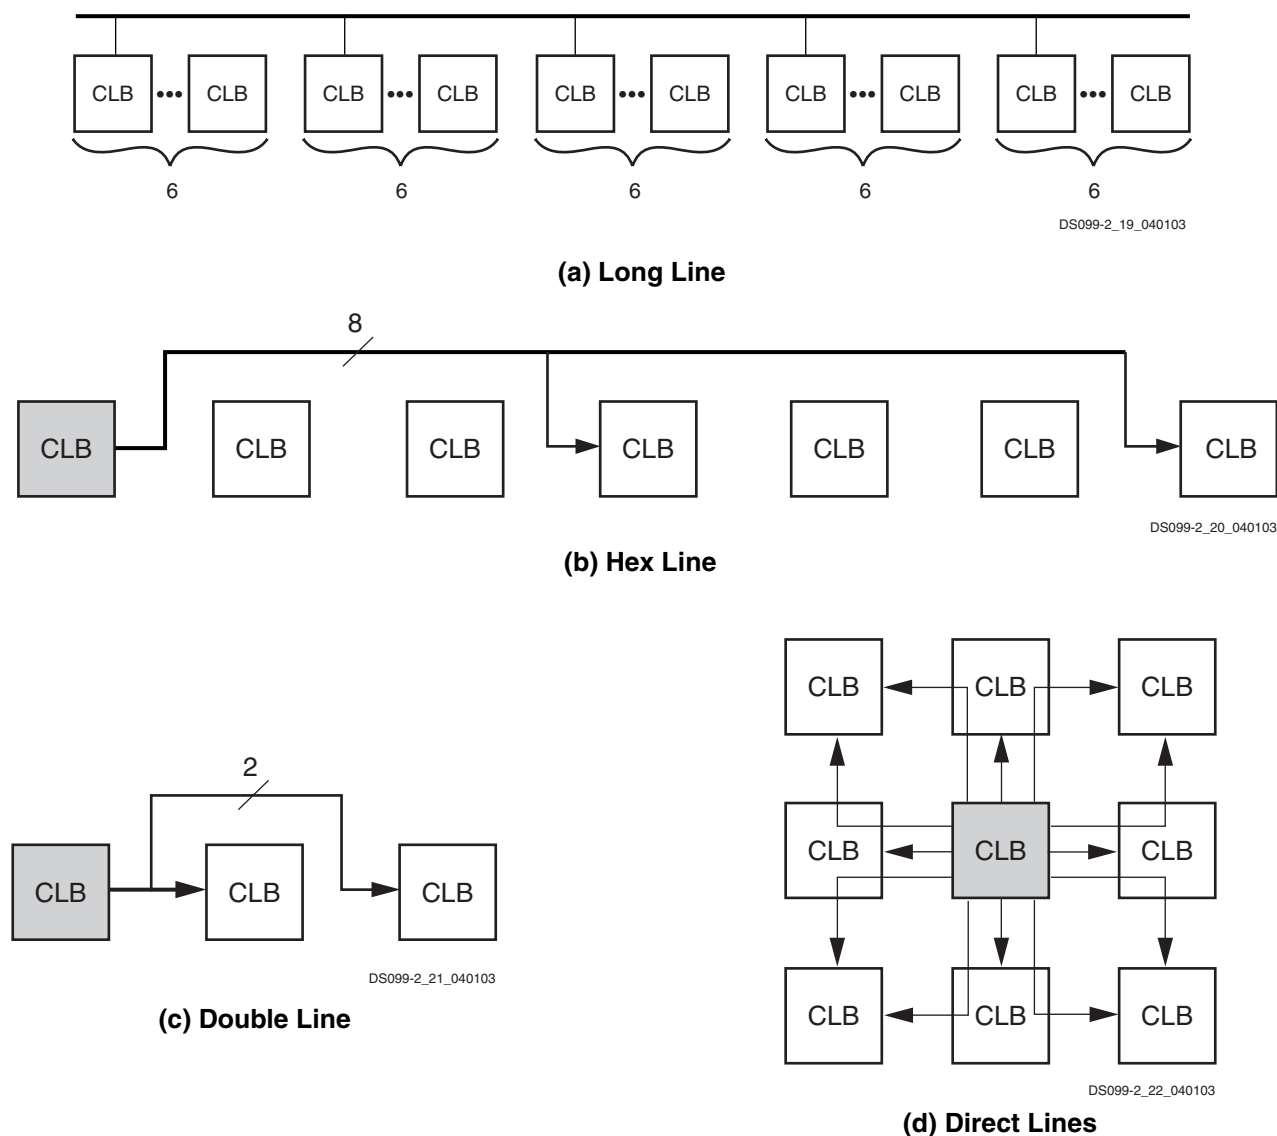 CLB ••• CLB CLB ••• CLB CLB ••• CLB CLB ••• CLB CLB ••• CLB
6 6 6 6 6
DS099-2_19_040103
(a) Long Line
8
CLB CLB CLB CLB CLB CLB CLB
DS099-2_20_040103
(b) Hex Line
2
CLB CLB CLB
DS099-2_21_040103
(c) Double Line
CLB CLB CLB
CLB CLB CLB
CLB CLB CLB
DS099-2_22_040103
(d) Direct Lines